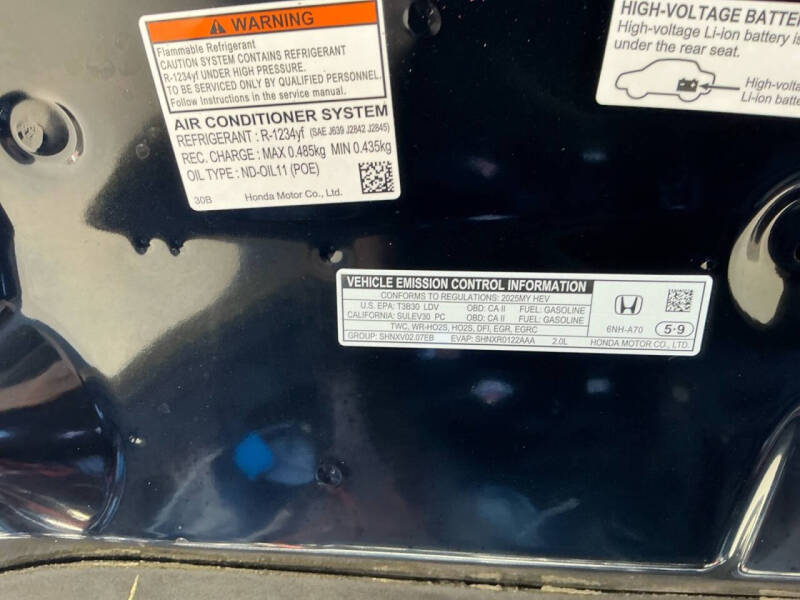 WARNING
Flammable Refrigerant
CAUTION SYSTEM CONTAINS REFRIGERANT
R-1234yf UNDER HIGH PRESSURE.
TO BE SERVICED ONLY BY QUALIFIED PERSONNEL.
Follow Instructions in the service manual.
AIR CONDITIONER SYSTEM
REFRIGERANT : R-1234yf (SAE J639 J2842 J2845)
REC. CHARGE : MAX 0.485kg MIN 0.435kg
OIL TYPE : ND-OIL11 (POE)
30B Honda Motor Co., Ltd.
HIGH-VOLTAGE BATTE
High-voltage Li-ion battery is
under the rear seat.
High-volta
Li-ion batte
VEHICLE EMISSION CONTROL INFORMATION
CONFORMS TO REGULATIONS: 2025MY HEV
U.S. EPA: T3B30 LDV OBD: CA II FUEL: GASOLINE
CALIFORNIA: SULEV30 PC OBD: CA II FUEL: GASOLINE
TWC, WR-HO2S, HO2S, DFI, EGR, EGRC
GROUP: SHNXV02.07EB EVAP: SHNXR0122AAA 2.0L
6NH-A70 5-9
HONDA MOTOR CO., LTD.